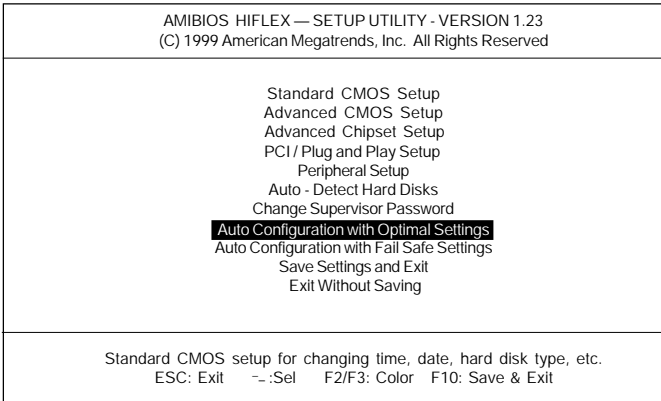 AMIBIOS HIFLEX — SETUP UTILITY - VERSION 1.23
(C) 1999 American Megatrends, Inc. All Rights Reserved
Standard CMOS Setup
Advanced CMOS Setup
Advanced Chipset Setup
PCI / Plug and Play Setup
Peripheral Setup
Auto - Detect Hard Disks
Change Supervisor Password
Auto Configuration with Optimal Settings
Auto Configuration with Fail Safe Settings
Save Settings and Exit
Exit Without Saving
Standard CMOS setup for changing time, date, hard disk type, etc.
ESC: Exit ¯_ :Sel F2/F3: Color F10: Save & Exit